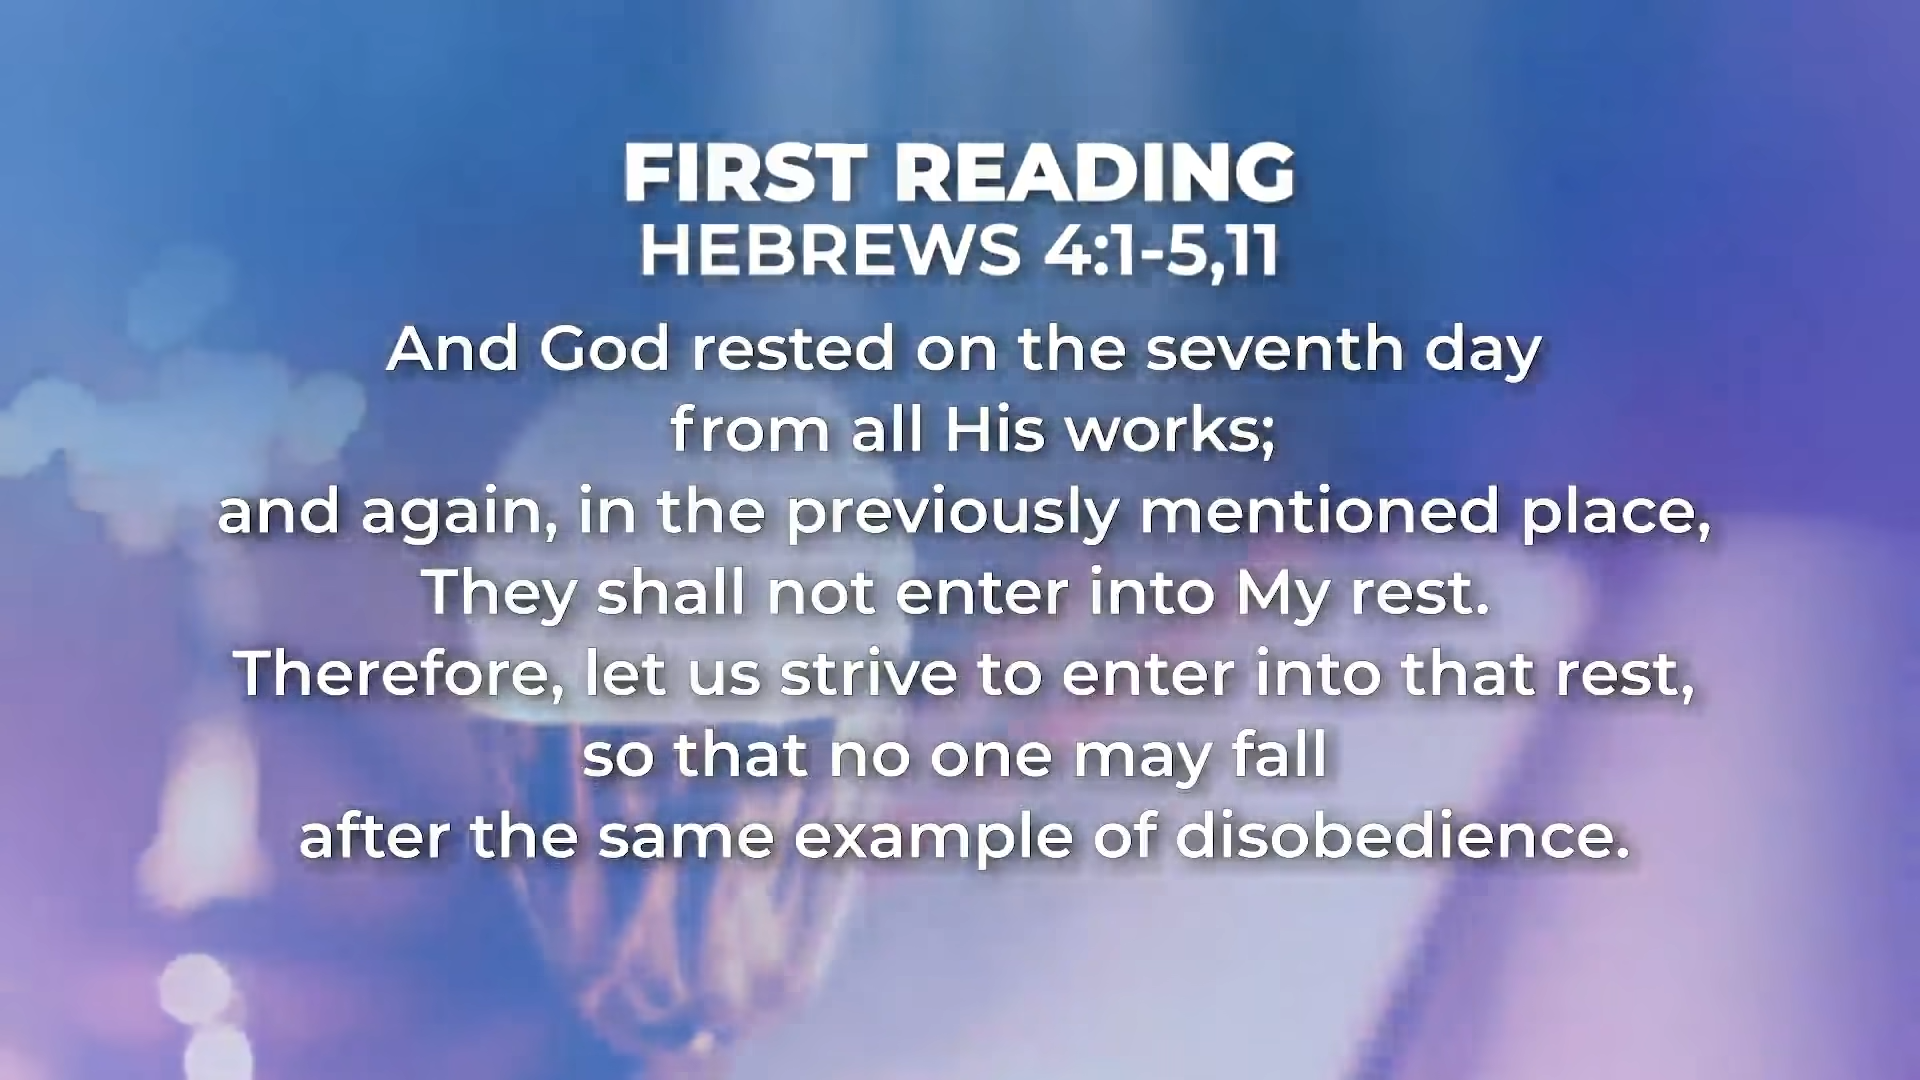 FIRST READING
HEBREWS 4:1-5,11
And God rested on the seventh day
from all His works;
and again, in the previously mentioned place,
They shall not enter into My rest.
Therefore, let us strive to enter into that rest,
so that no one may fall
after the same example of disobedience.